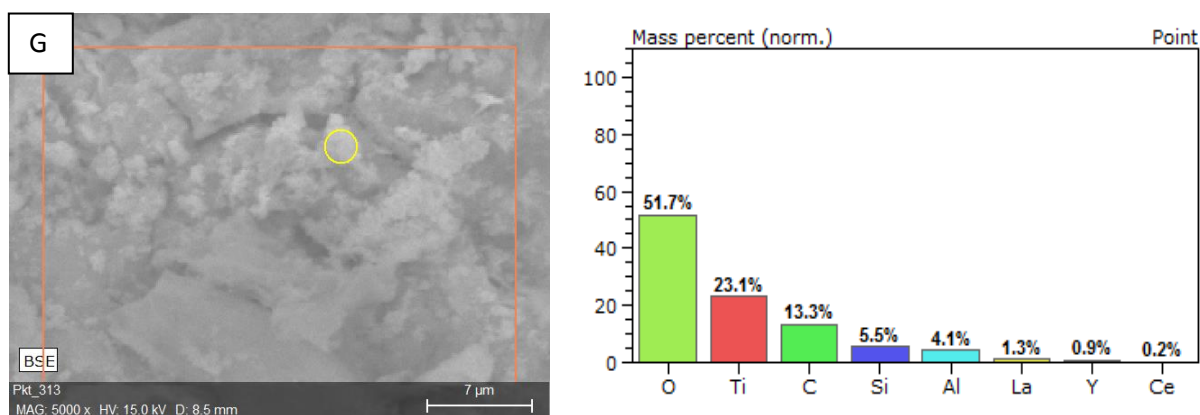 G
BSE
Pkt_313
MAG: 5000 x HV: 15.0 kV D: 8.5 mm
7 µm
Mass percent (norm.) Point
100
80
60
40
20
0
51.7%
23.1%
13.3%
5.5%
4.1%
1.3%
0.9%
0.2%
O Ti C Si Al La Y Ce